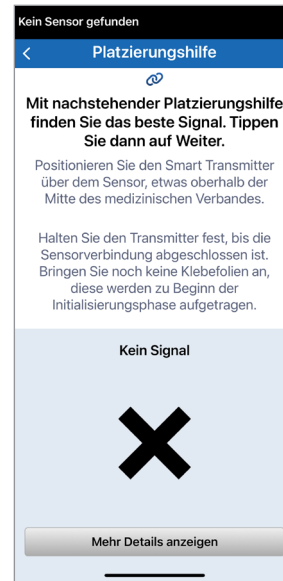 Kein Sensor gefunden
Platzierungshilfe
Mit nachstehender Platzierungshilfe
finden Sie das beste Signal. Tippen
Sie dann auf Weiter.
Positionieren Sie den Smart Transmitter
über dem Sensor, etwas oberhalb der
Mitte des medizinischen Verbandes.
Halten Sie den Transmitter fest, bis die
Sensorverbindung abgeschlossen ist.
Bringen Sie noch keine Klebefolien an,
diese werden zu Beginn der
Initialisierungsphase aufgetragen.
Kein Signal
Mehr Details anzeigen